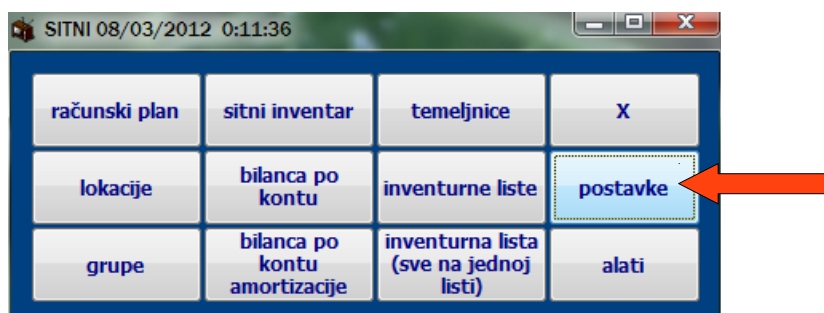 SITNI 08/03/2012 0:11:36
X
računski plan
sitni inventar
temeljnice
X
lokacije
bilanca po
kontu
inventurne liste
postavke
grupe
bilanca po
kontu
amortizacije
inventurna lista
(sve na jednoj
listi)
alati